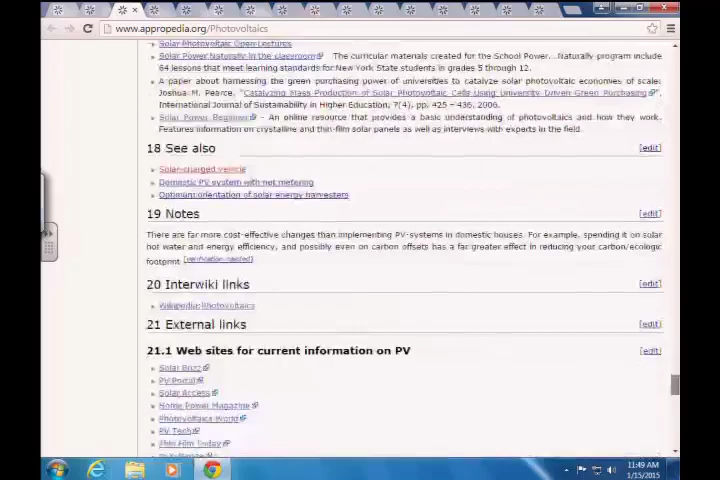 www.appropedia.org/Photovoltaics
Solar Photovoltaic Open Lectures
Solar Power Naturally in the classroom The curricular materials created for the School Power...Naturally program include
64 lessons that meet learning standards for New York State students in grades 5 through 12.
A paper about harnessing the green purchasing power of universities to catalyze solar photovoltaic economies of scale:
Joshua M. Pearce, "Catalyzing Mass Production of Solar Photovoltaic Cells Using University Driven Green Purchasing
International Journal of Sustainability in Higher Education, 7(4), pp. 425 – 436, 2006.
Solar Power Beginner - An online resource that provides a basic understanding of photovoltaics and how they work.
Features information on crystalline and thin-film solar panels as well as interviews with experts in the field.
18 See also [edit]
Solar-charged vehicle
Domestic PV system with net metering
Optimum orientation of solar energy harvesters
19 Notes [edit]
There are far more cost-effective changes than implementing PV-systems in domestic houses. For example, spending it on solar
hot water and energy efficiency, and possibly even on carbon offsets has a far greater effect in reducing your carbon/ecologic
footprint [verification needed]
20 Interwiki links [edit]
Wikipedia:Photovoltaics
21 External links [edit]
21.1 Web sites for current information on PV [edit]
Solar Buzz
PV Portal
Solar Access
Home Power Magazine
Photovoltaics World
PV Tech
Thin Film Today
11:49 AM
1/15/2015